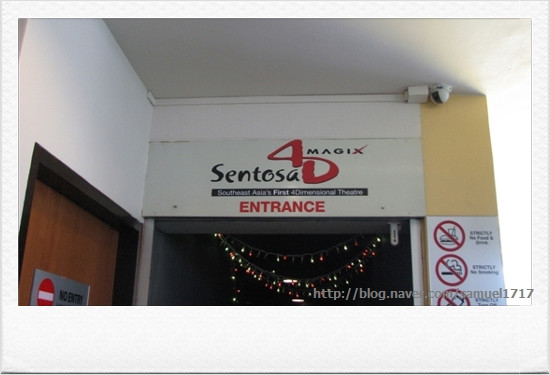 4D MAGIX
Sentosa
Southeast Asia's First 4Dimensional Theatre
ENTRANCE
STRICTLY
No Food &
Drink
STRICTLY
No Smoking
STRICTLY
NO ENTRY
http://blog.naver.com/samuel1717